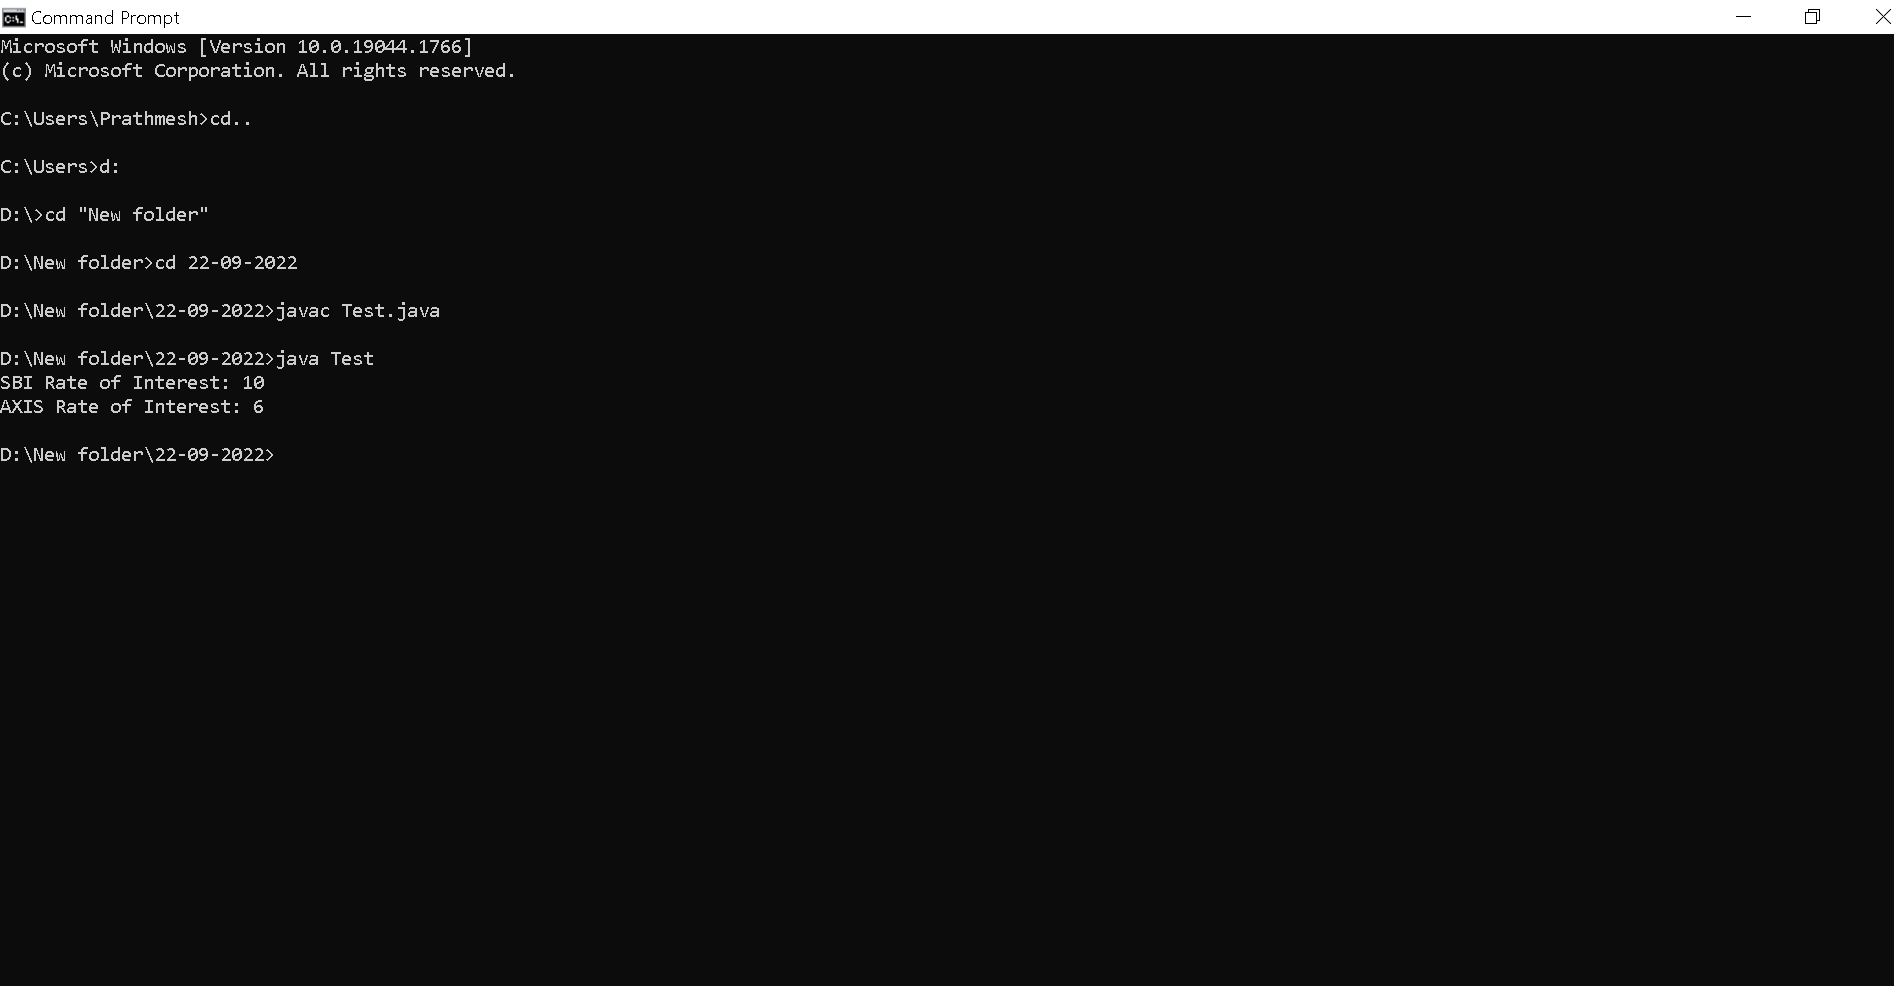 Command Prompt
Microsoft Windows [Version 10.0.19044.1766]
(c) Microsoft Corporation. All rights reserved.
C:\Users\Prathmesh>cd..
C:\Users>d:
D:\>cd "New folder"
D:\New folder>cd 22-09-2022
D:\New folder\22-09-2022>javac Test.java
D:\New folder\22-09-2022>java Test
SBI Rate of Interest: 10
AXIS Rate of Interest: 6
D:\New folder\22-09-2022>